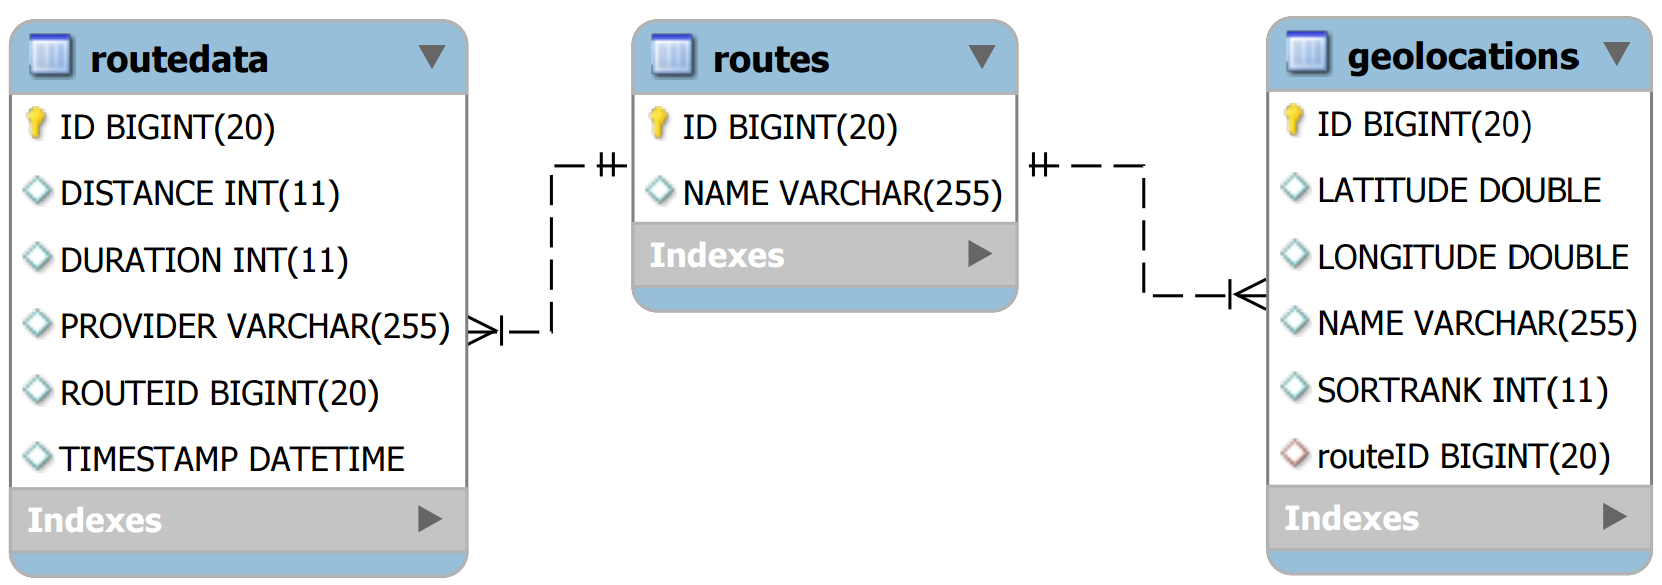 routedata
ID BIGINT(20)
DISTANCE INT(11)
DURATION INT(11)
PROVIDER VARCHAR(255)
ROUTEID BIGINT(20)
TIMESTAMP DATETIME
Indexes
routes
ID BIGINT(20)
NAME VARCHAR(255)
Indexes
geolocations
ID BIGINT(20)
LATITUDE DOUBLE
LONGITUDE DOUBLE
NAME VARCHAR(255)
SORTRANK INT(11)
routeID BIGINT(20)
Indexes